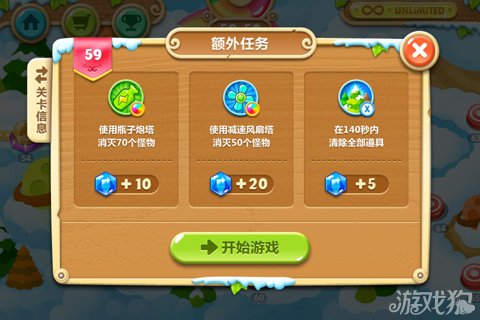 UNLIMITED
额外任务
59
关卡信息
使用瓶子炮塔
消灭70个怪物
+10
使用减速风扇塔
消灭50个怪物
+20
在140秒内
清除全部道具
+5
开始游戏
54
60
游戏狗